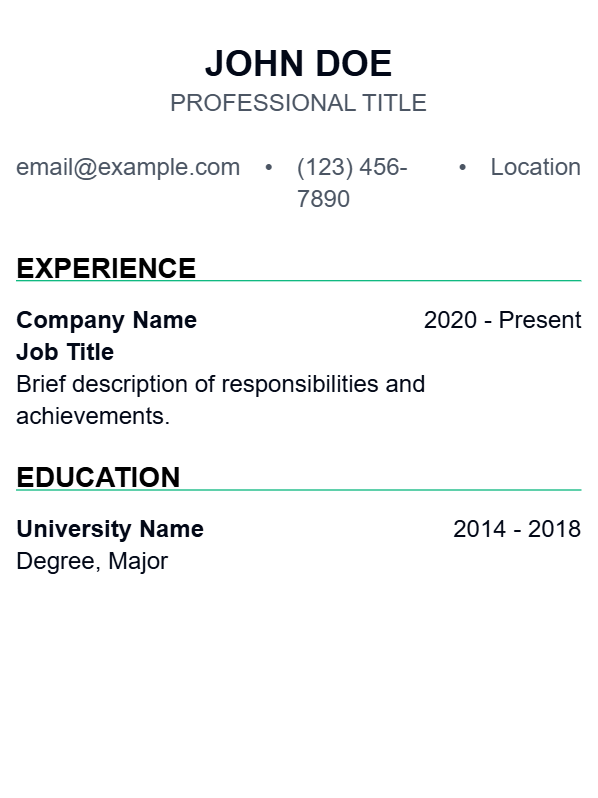 JOHN DOE
PROFESSIONAL TITLE
email@example.com • (123) 456- • Location
7890
EXPERIENCE
Company Name 2020 - Present
Job Title
Brief description of responsibilities and
achievements.
EDUCATION
University Name 2014 - 2018
Degree, Major